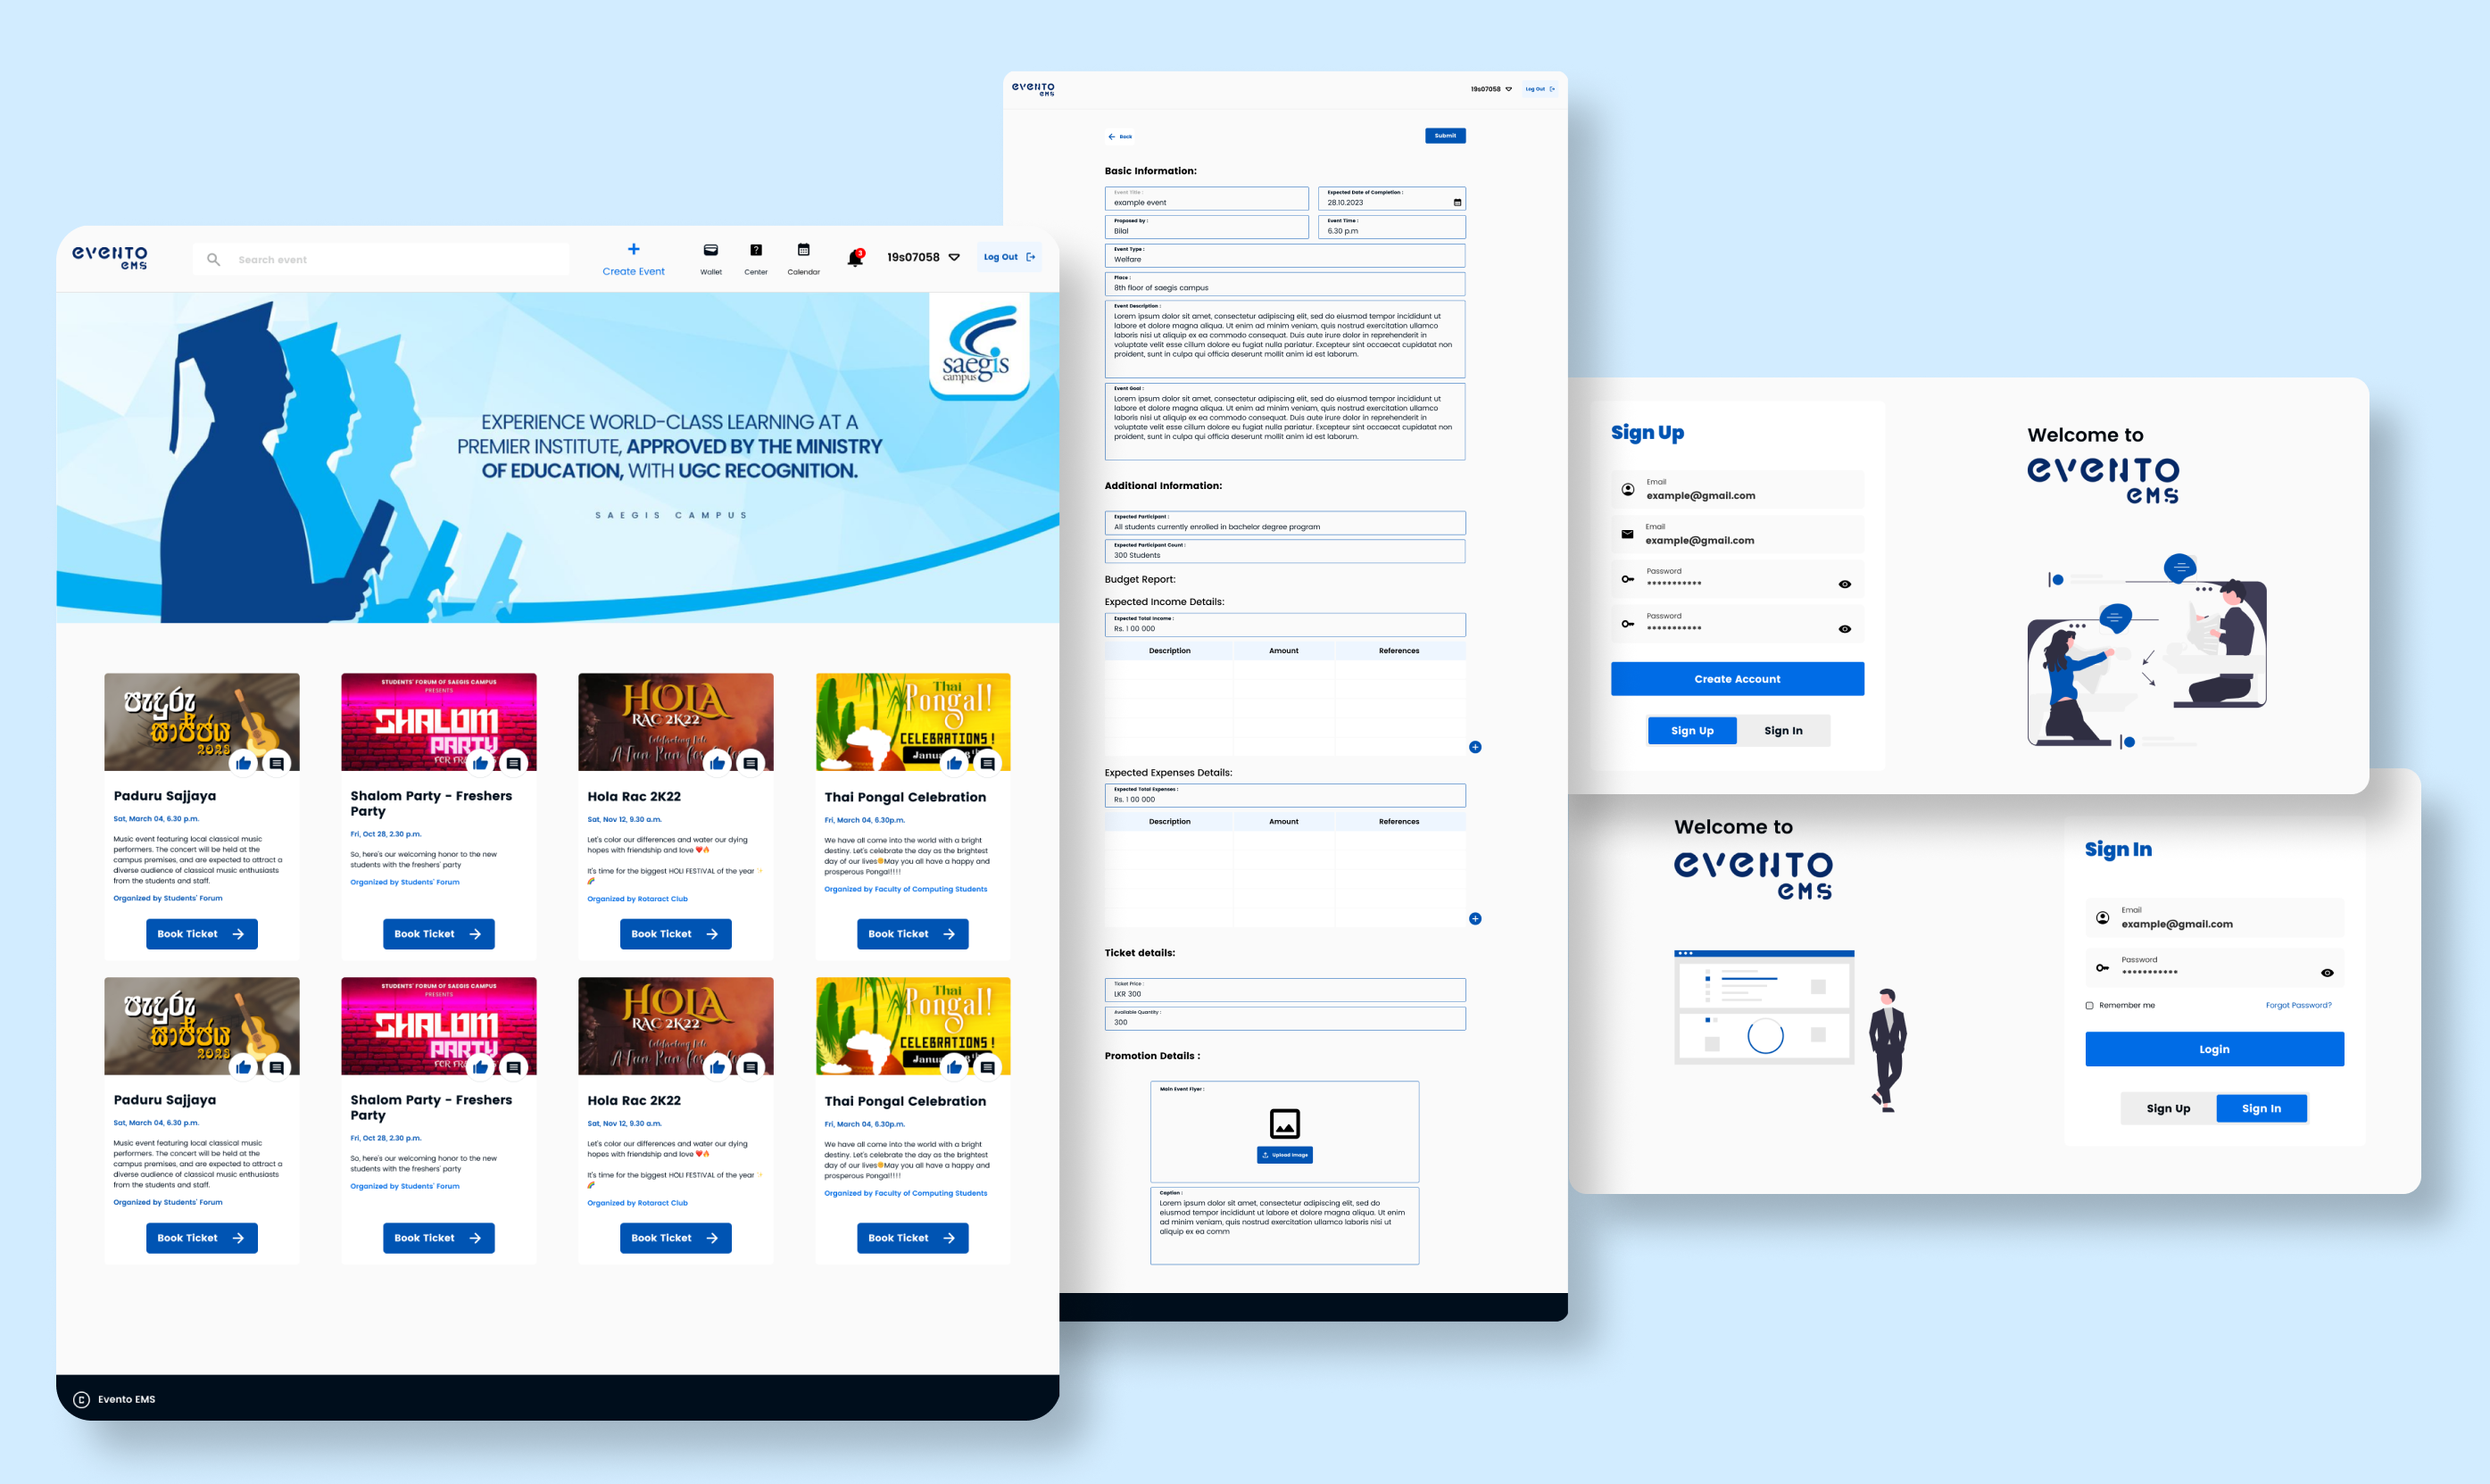 evento
ems
Search event
Create Event
Wallet
Center
Calendar
3
19s07058
Log Out
saegis
campus
EXPERIENCE WORLD-CLASS LEARNING AT A
PREMIER INSTITUTE, APPROVED BY THE MINISTRY
OF EDUCATION, WITH UGC RECOGNITION.
SAEGIS CAMPUS
පැදුරු
සාජ්ජය
2023
Paduru Sajjaya
Sat, March 04, 6.30 p.m.
Music event featuring local classical music
performers. The concert will be held at the
campus premises, and are expected to attract a
diverse audience of classical music enthusiasts
from the students and staff.
Organized by Students' Forum
Book Ticket
STUDENTS' FORUM OF SAEGIS CAMPUS
PRESENTS
SHALOM
PARTY
Shalom Party - Freshers
Party
Fri, Oct 28, 2.30 p.m.
So, here's our welcoming honor to the new
students with the freshers' party
Organized by Students' Forum
Book Ticket
HOLA
RAC 2K22
A Fun Run for
Hola Rac 2K22
Sat, Nov 12, 9.30 a.m.
Let's color our differences and water our dying
hopes with friendship and love ❤️🔥
It's time for the biggest HOLI FESTIVAL of the year ✨
🌈
Organized by Rotaract Club
Book Ticket
Thai
Pongal!
CELEBRATIONS!
Thai Pongal Celebration
Fri, March 04, 6.30p.m.
We have all come into the world with a bright
destiny. Let's celebrate the day as the brightest
day of our lives☀️May you all have a happy and
prosperous Pongal!!!!
Organized by Faculty of Computing Students
Book Ticket
පැදුරු
සාජ්ජය
2023
Paduru Sajjaya
Sat, March 04, 6.30 p.m.
Music event featuring local classical music
performers. The concert will be held at the
campus premises, and are expected to attract a
diverse audience of classical music enthusiasts
from the students and staff.
Organized by Students' Forum
Book Ticket
STUDENTS' FORUM OF SAEGIS CAMPUS
PRESENTS
SHALOM
PARTY
Shalom Party - Freshers
Party
Fri, Oct 28, 2.30 p.m.
So, here's our welcoming honor to the new
students with the freshers' party
Organized by Students' Forum
Book Ticket
HOLA
RAC 2K22
A Fun Run for
Hola Rac 2K22
Sat, Nov 12, 9.30 a.m.
Let's color our differences and water our dying
hopes with friendship and love ❤️🔥
It's time for the biggest HOLI FESTIVAL of the year ✨
🌈
Organized by Rotaract Club
Book Ticket
Thai
Pongal!
CELEBRATIONS!
Thai Pongal Celebration
Fri, March 04, 6.30p.m.
We have all come into the world with a bright
destiny. Let's celebrate the day as the brightest
day of our lives☀️May you all have a happy and
prosperous Pongal!!!!
Organized by Faculty of Computing Students
Book Ticket
Evento EMS
evento
ems
19s07058
Log Out
Back
Submit
Basic Information:
Event Title :
example event
Expected Date of Completion :
28.10.2023
Proposed by :
Bilal
Event Time :
6.30 p.m
Event Type :
Welfare
Place :
8th floor of saegis campus
Event Description :
Lorem ipsum dolor sit amet, consectetur adipiscing elit, sed do eiusmod tempor incididunt ut
labore et dolore magna aliqua. Ut enim ad minim veniam, quis nostrud exercitation ullamco
laboris nisi ut aliquip ex ea commodo consequat. Duis aute irure dolor in reprehenderit in
voluptate velit esse cillum dolore eu fugiat nulla pariatur. Excepteur sint occaecat cupidatat non
proident, sunt in culpa qui officia deserunt mollit anim id est laborum.
Event Goal :
Lorem ipsum dolor sit amet, consectetur adipiscing elit, sed do eiusmod tempor incididunt ut
labore et dolore magna aliqua. Ut enim ad minim veniam, quis nostrud exercitation ullamco
laboris nisi ut aliquip ex ea commodo consequat. Duis aute irure dolor in reprehenderit in
voluptate velit esse cillum dolore eu fugiat nulla pariatur. Excepteur sint occaecat cupidatat non
proident, sunt in culpa qui officia deserunt mollit anim id est laborum.
Additional Information:
Expected Participant :
All students currently enrolled in bachelor degree program
Expected Participant Count :
300 Students
Budget Report:
Expected Income Details:
Expected Total Income :
Rs. 1 00 000
Description Amount References
Expected Expenses Details:
Expected Total Expenses :
Rs. 1 00 000
Description Amount References
Ticket details:
Ticket Price :
LKR 300
Available Quantity :
300
Promotion Details :
Main Event Flyer :
Upload Image
Caption :
Lorem ipsum dolor sit amet, consectetur adipiscing elit, sed do
eiusmod tempor incididunt ut labore et dolore magna aliqua. Ut enim
ad minim veniam, quis nostrud exercitation ullamco laboris nisi ut
aliquip ex ea comm
Sign Up
Email
example@gmail.com
Email
example@gmail.com
Password
***********
Password
***********
Create Account
Sign Up
Sign In
Welcome to
evento
ems
Welcome to
evento
ems
Sign In
Email
example@gmail.com
Password
***********
Remember me
Forgot Password?
Login
Sign Up
Sign In